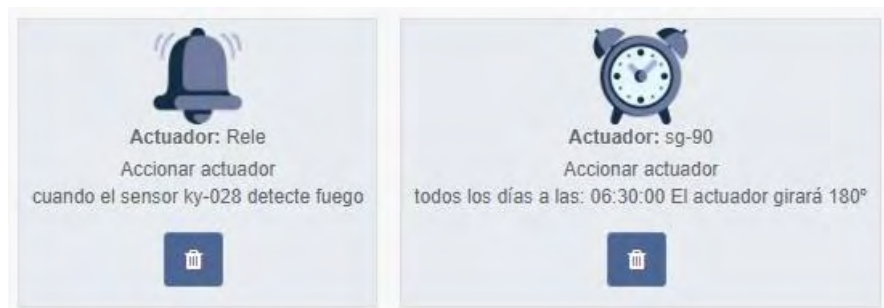 Actuador: Rele
Accionar actuador
cuando el sensor ky-028 detecte fuego
Actuador: sg-90
Accionar actuador
todos los días a las: 06:30:00 El actuador girará 180º